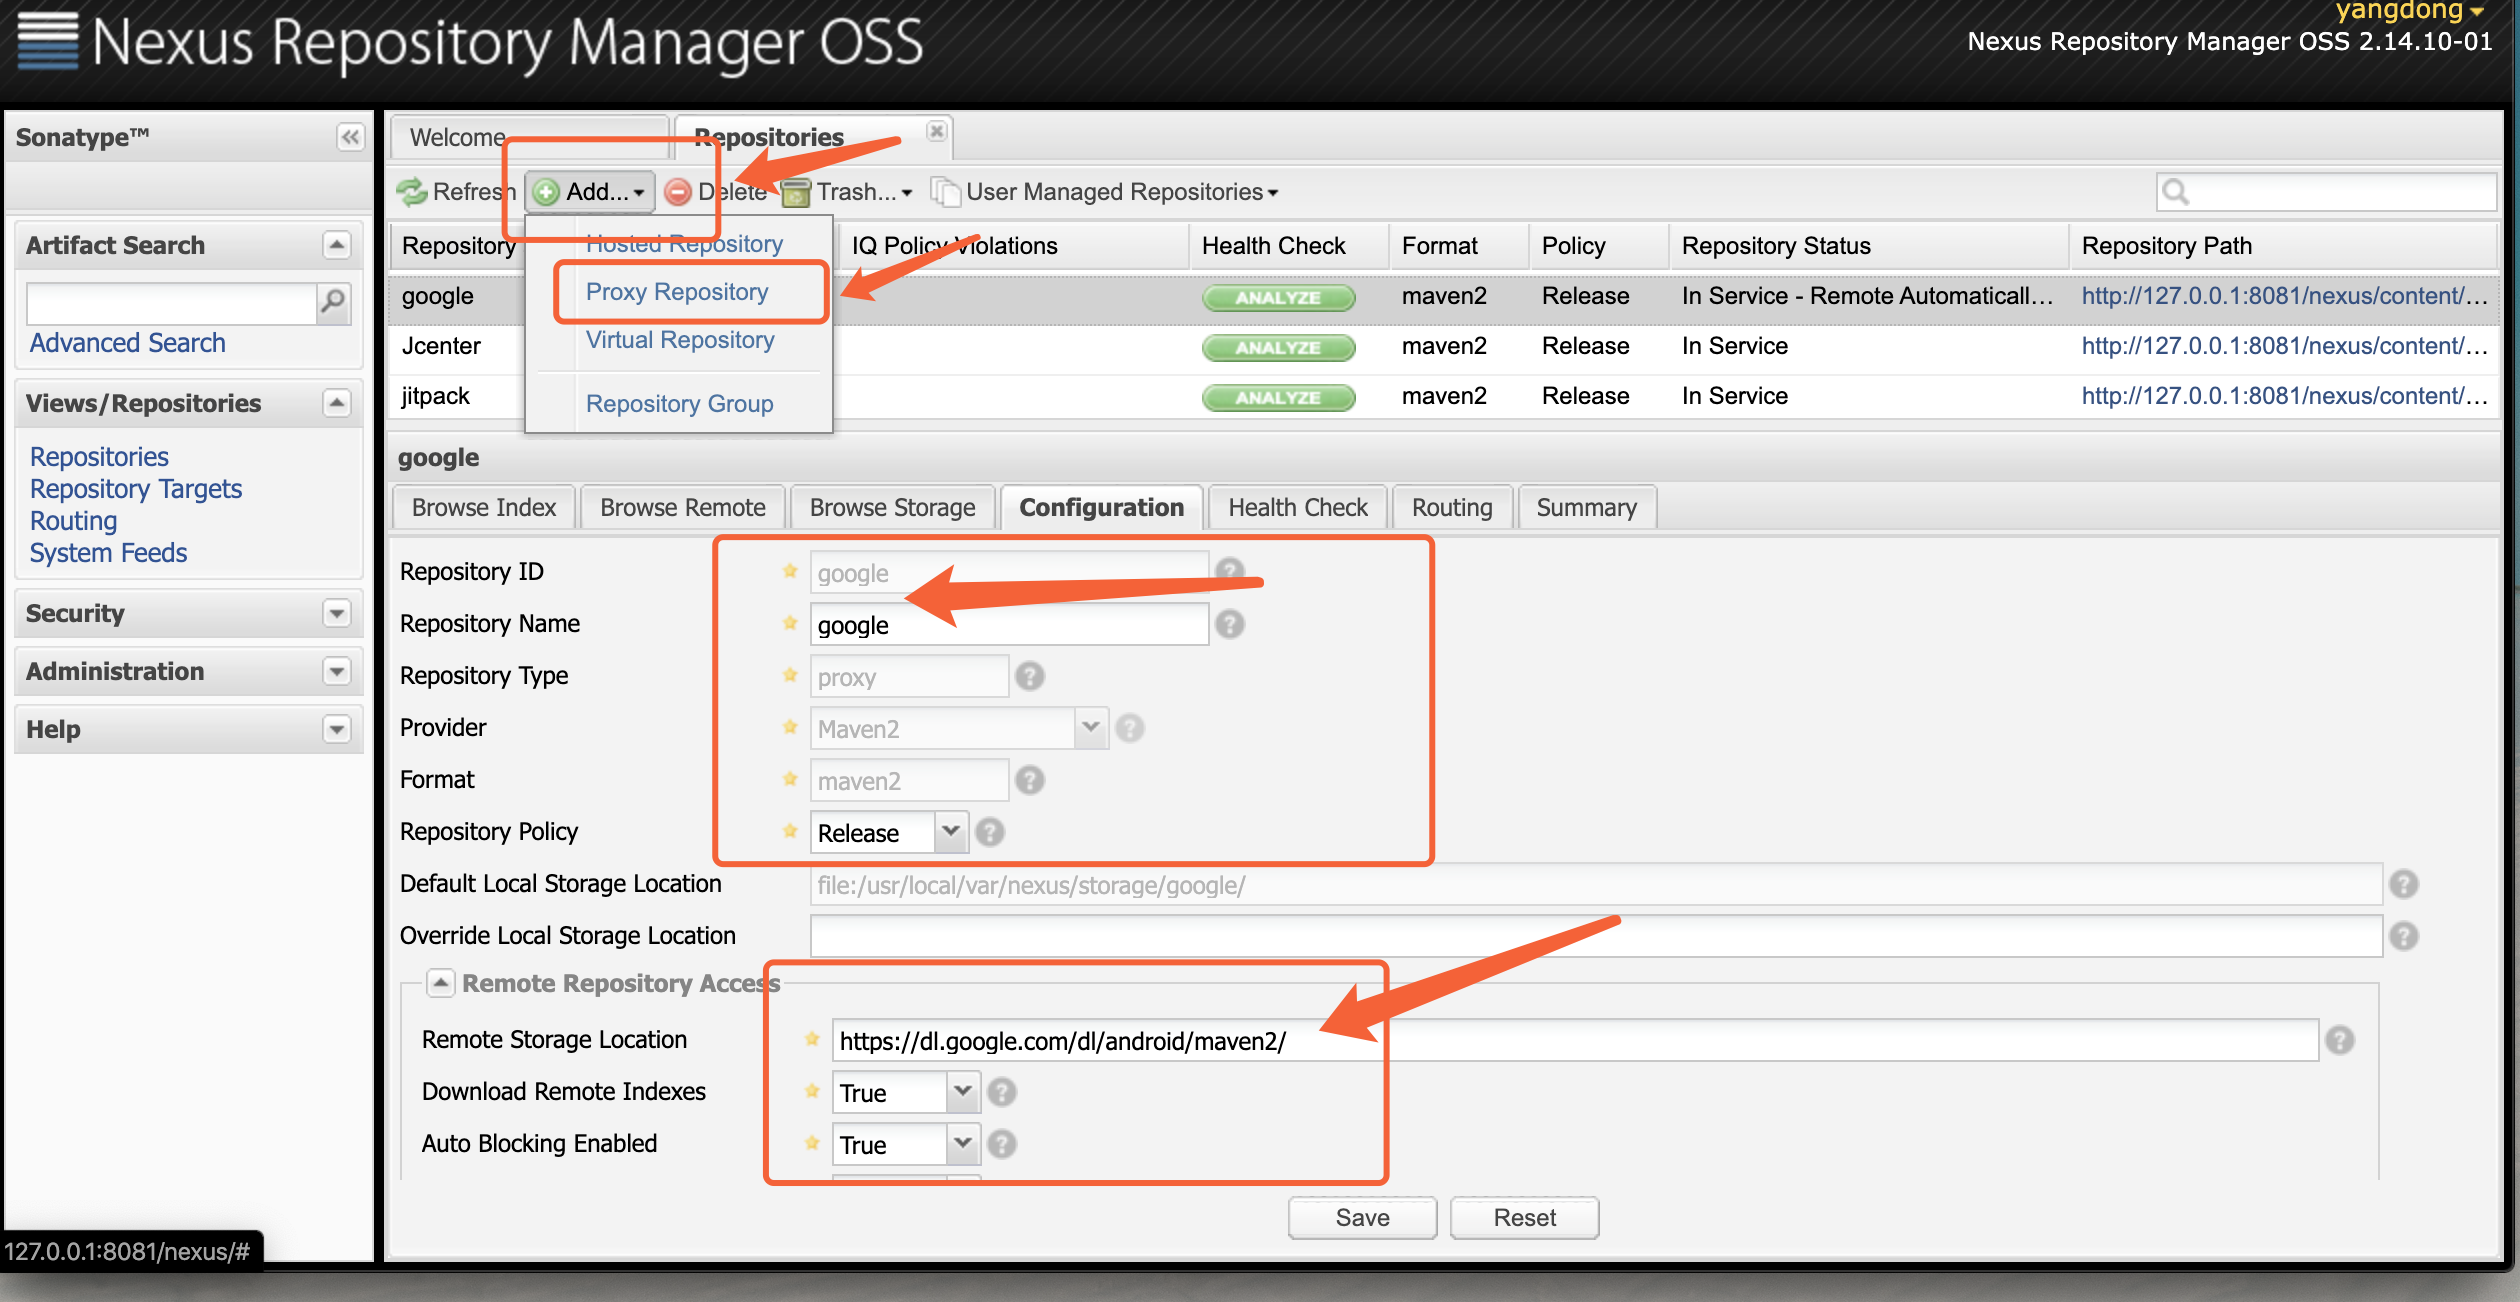 yangdong
Nexus Repository Manager OSS
Nexus Repository Manager OSS 2.14.10-01
Sonatype™
Welcome
Repositories
Refresh Add... Delete Trash... User Managed Repositories
Artifact Search
Advanced Search
Views/Repositories
Repositories
Repository Targets
Routing
System Feeds
Security
Administration
Help
Repository IQ Policy Violations Health Check Format Policy Repository Status Repository Path
Hosted Repository
Proxy Repository
Virtual Repository
Repository Group
google ANALYZE maven2 Release In Service - Remote Automaticall... http://127.0.0.1:8081/nexus/content/...
Jcenter ANALYZE maven2 Release In Service http://127.0.0.1:8081/nexus/content/...
jitpack ANALYZE maven2 Release In Service http://127.0.0.1:8081/nexus/content/...
google
Browse Index Browse Remote Browse Storage Configuration Health Check Routing Summary
Repository ID google
Repository Name google
Repository Type proxy
Provider Maven2
Format maven2
Repository Policy Release
Default Local Storage Location file:/usr/local/var/nexus/storage/google/
Override Local Storage Location
Remote Repository Access
Remote Storage Location https://dl.google.com/dl/android/maven2/
Download Remote Indexes True
Auto Blocking Enabled True
Save Reset
127.0.0.1:8081/nexus/#